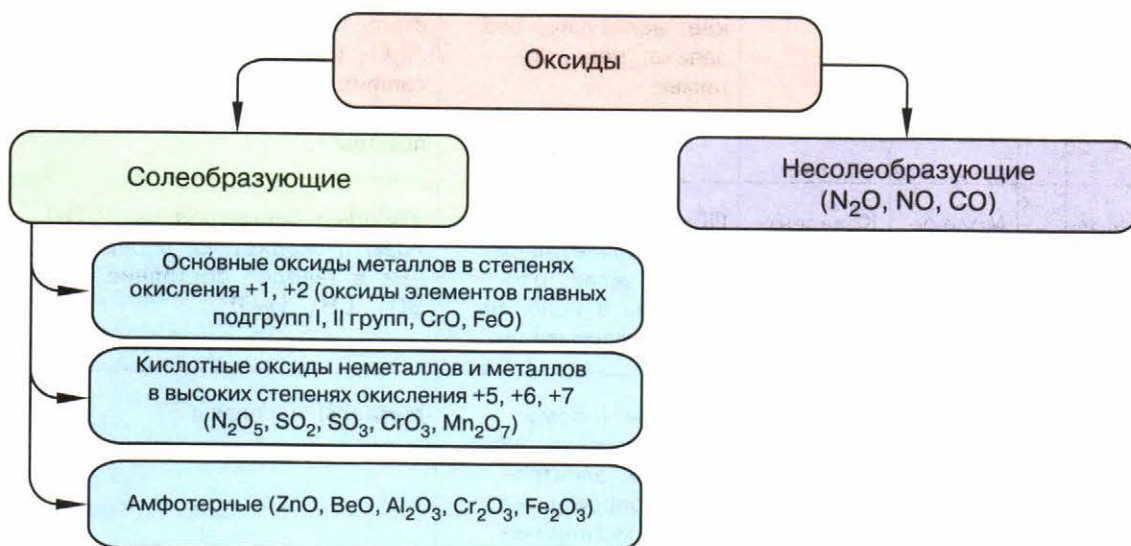 Оксиды
Солеобразующие
Несолеобразующие
(N₂O, NO, CO)
Осно́вные оксиды металлов в степенях
окисления +1, +2 (оксиды элементов главных
подгрупп I, II групп, CrO, FeO)
Кислотные оксиды неметаллов и металлов
в высоких степенях окисления +5, +6, +7
(N₂O₅, SO₂, SO₃, CrO₃, Mn₂O₇)
Амфотерные (ZnO, BeO, Al₂O₃, Cr₂O₃, Fe₂O₃)